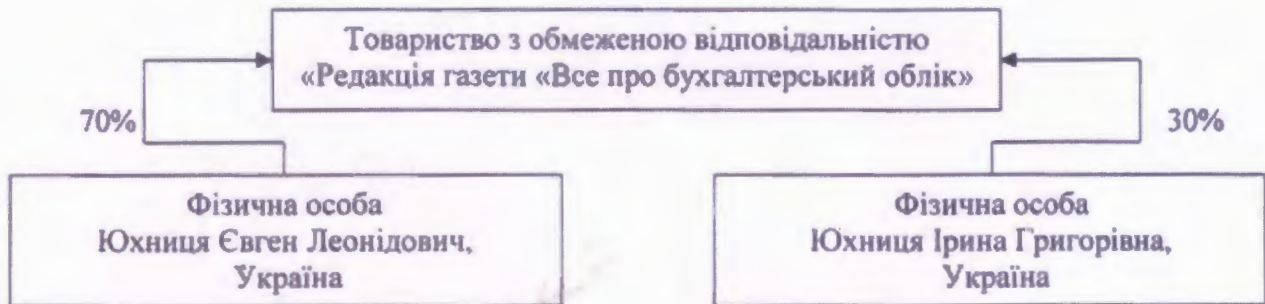 Товариство з обмеженою відповідальністю
«Редакція газети «Все про бухгалтерський облік»
70%
30%
Фізична особа
Юхниця Євген Леонідович,
Україна
Фізична особа
Юхниця Ірина Григорівна,
Україна